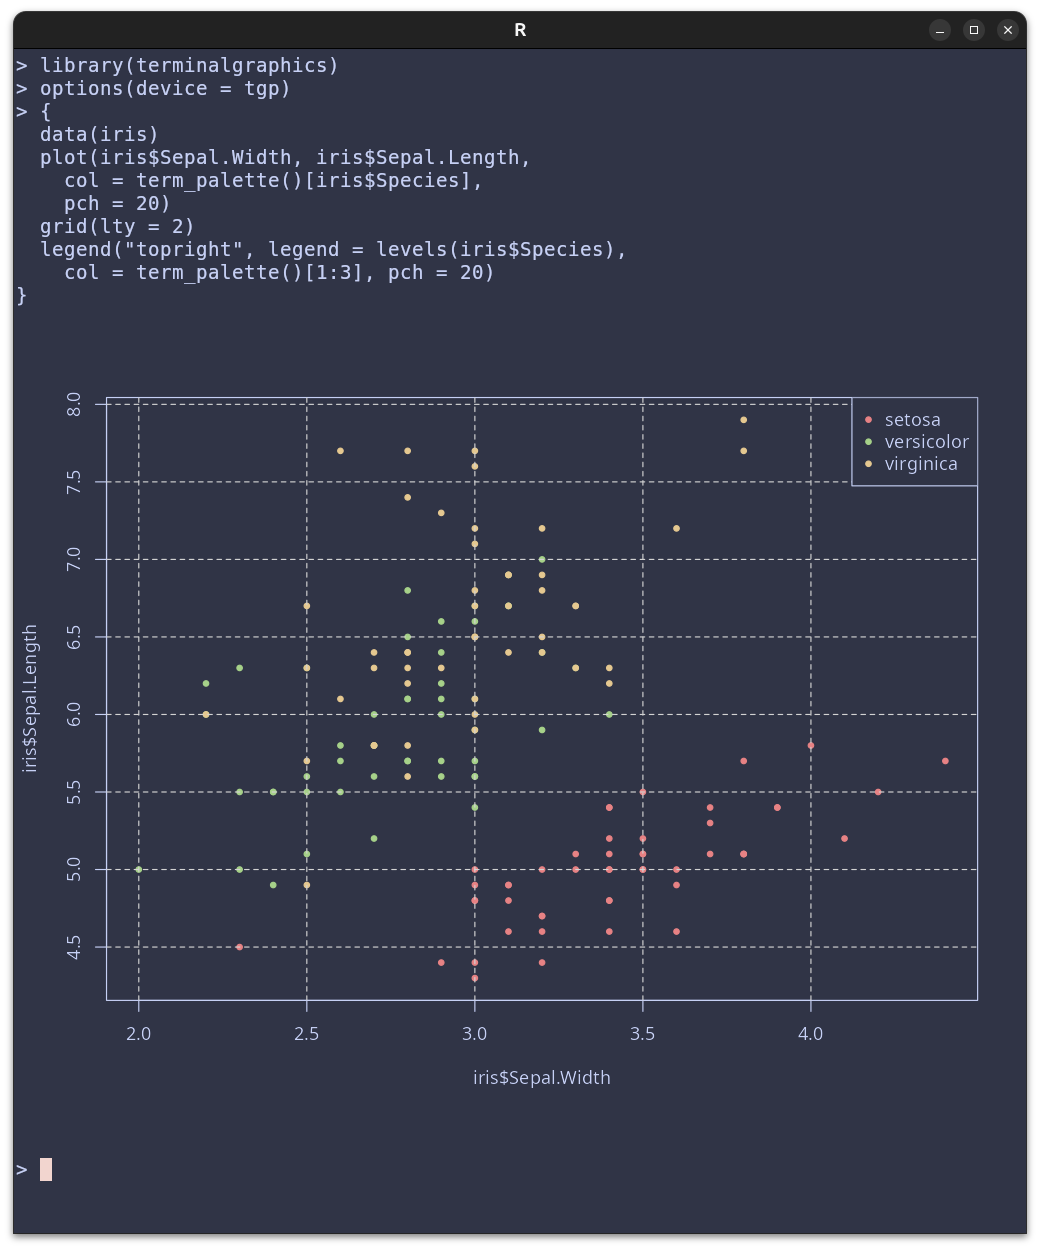 R
> library(terminalgraphics)
> options(device = tgp)
> {
  data(iris)
  plot(iris$Sepal.Width, iris$Sepal.Length,
    col = term_palette()[iris$Species],
    pch = 20)
  grid(lty = 2)
  legend("topright", legend = levels(iris$Species),
    col = term_palette()[1:3], pch = 20)
}
setosa
versicolor
virginica
8.0
7.5
7.0
6.5
6.0
5.5
5.0
4.5
iris$Sepal.Length
2.0 2.5 3.0 3.5 4.0
iris$Sepal.Width
>